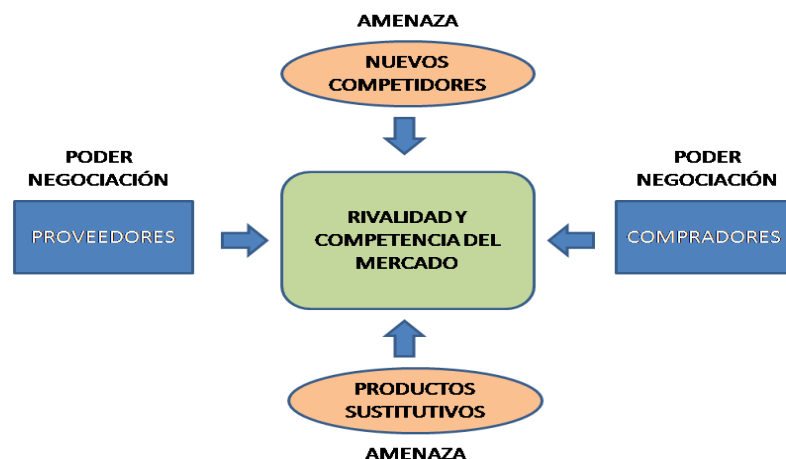 AMENAZA
NUEVOS
COMPETIDORES
PODER
NEGOCIACIÓN
PROVEEDORES
RIVALIDAD Y
COMPETENCIA DEL
MERCADO
PODER
NEGOCIACIÓN
COMPRADORES
PRODUCTOS
SUSTITUTIVOS
AMENAZA